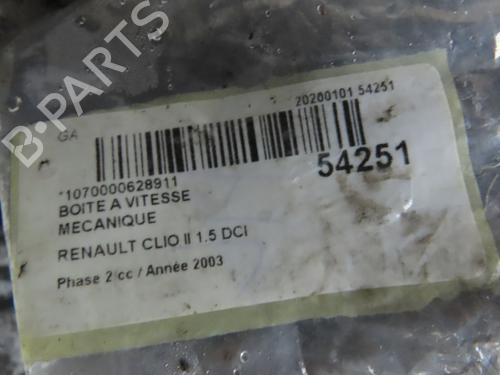 B-PARTS
GA
20200101 54251
*1070000628911
54251
BOITE A VITESSE
MECANIQUE
RENAULT CLIO II 1.5 DCI
Phase 2 cc / Année 2003